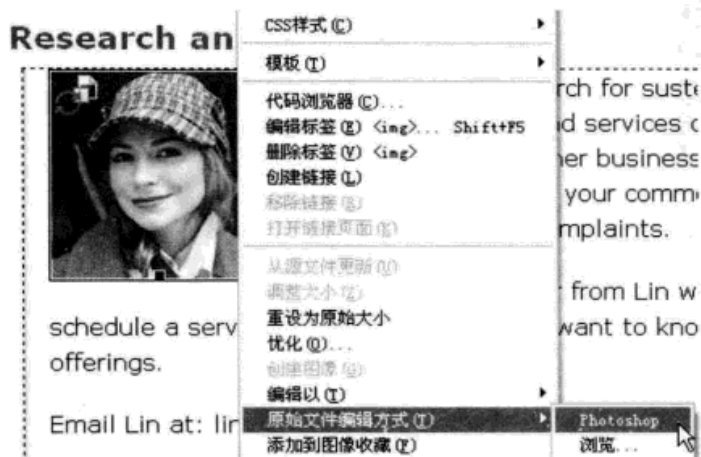 Research an
CSS样式(C)
模板(T)
代码浏览器(C)...
编辑标签(E) <img>... Shift+F5
删除标签(V) <img>
创建链接(L)
移除链接(R)
打开链接页面(K)
从源文件更新(U)
调整大小(Z)
重设为原始大小
优化(O)...
创建图像(G)
编辑以(T)
原始文件编辑方式(T)
添加到图像收藏(F)
Photoshop
浏览...
rch for suste
d services c
er business
your comm
mplaints.
from Lin w
schedule a serv
want to kno
offerings.
Email Lin at: lin